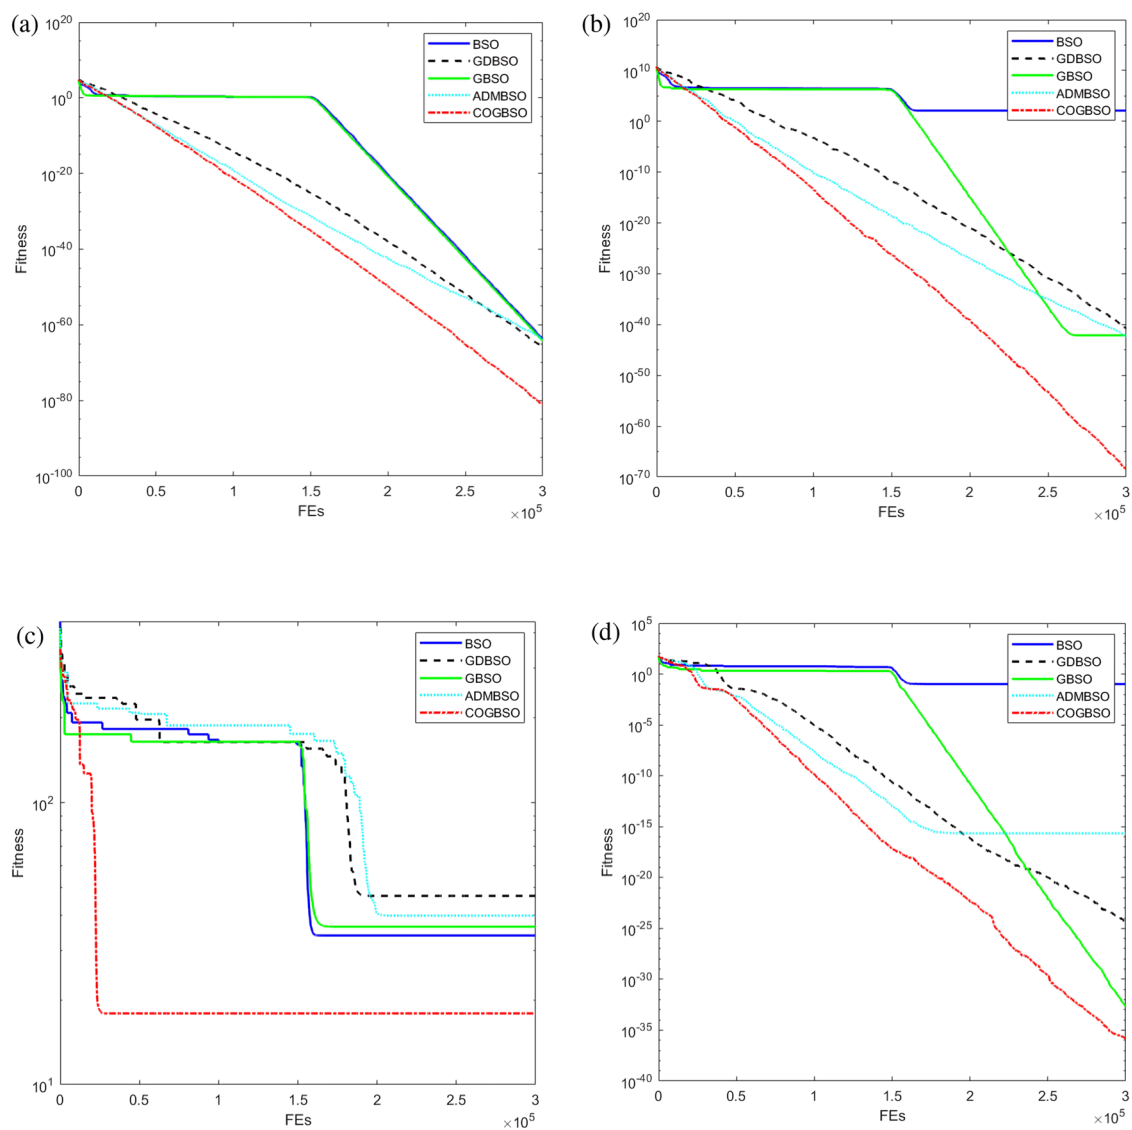 (a)
10^20
10^0
10^-20
10^-40
10^-60
10^-80
10^-100
Fitness
0 0.5 1 1.5 2 2.5 3
FEs
×10^5
BSO
GDBSO
GBSO
ADMBSO
COGBSO
(b)
10^20
10^10
10^0
10^-10
10^-20
10^-30
10^-40
10^-50
10^-60
10^-70
Fitness
0 0.5 1 1.5 2 2.5 3
FEs
×10^5
BSO
GDBSO
GBSO
ADMBSO
COGBSO
(c)
10^2
10^1
Fitness
0 0.5 1 1.5 2 2.5 3
FEs
×10^5
BSO
GDBSO
GBSO
ADMBSO
COGBSO
(d)
10^5
10^0
10^-5
10^-10
10^-15
10^-20
10^-25
10^-30
10^-35
10^-40
Fitness
0 0.5 1 1.5 2 2.5 3
FEs
×10^5
BSO
GDBSO
GBSO
ADMBSO
COGBSO